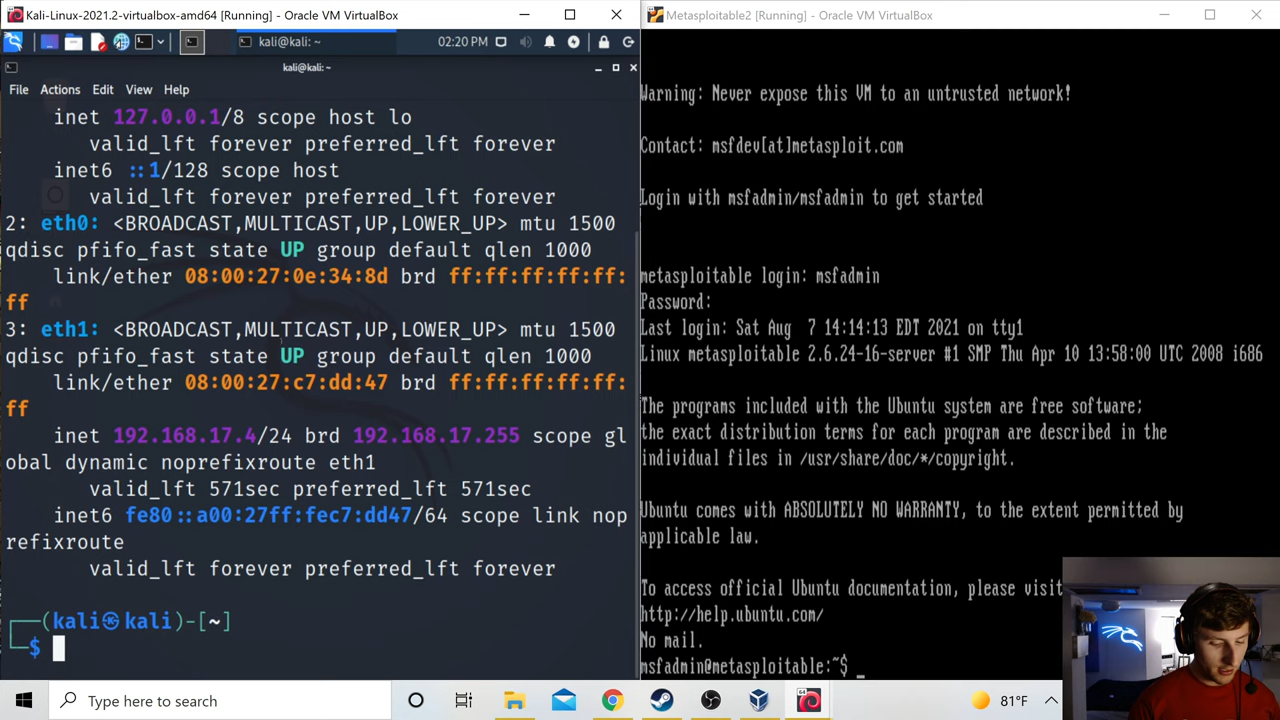 Kali-Linux-2021.2-virtualbox-amd64 [Running] - Oracle VM VirtualBox
kali@kali: ~
02:20 PM
kali@kali:~
File Actions Edit View Help
inet 127.0.0.1/8 scope host lo
valid_lft forever preferred_lft forever
inet6 ::1/128 scope host
valid_lft forever preferred_lft forever
2: eth0: <BROADCAST,MULTICAST,UP,LOWER_UP> mtu 1500
qdisc pfifo_fast state UP group default qlen 1000
link/ether 08:00:27:0e:34:8d brd ff:ff:ff:ff:ff:
ff
3: eth1: <BROADCAST,MULTICAST,UP,LOWER_UP> mtu 1500
qdisc pfifo_fast state UP group default qlen 1000
link/ether 08:00:27:c7:dd:47 brd ff:ff:ff:ff:ff:
ff
inet 192.168.17.4/24 brd 192.168.17.255 scope gl
obal dynamic noprefixroute eth1
valid_lft 571sec preferred_lft 571sec
inet6 fe80::a00:27ff:fec7:dd47/64 scope link nop
refixroute
valid_lft forever preferred_lft forever
(kali㉿kali)-[~]
$
Metasploitable2 [Running] - Oracle VM VirtualBox
Warning: Never expose this VM to an untrusted network!
Contact: msfdev[at]metasploit.com
Login with msfadmin/msfadmin to get started
metasploitable login: msfadmin
Password:
Last login: Sat Aug  7 14:14:13 EDT 2021 on tty1
Linux metasploitable 2.6.24-16-server #1 SMP Thu Apr 10 13:58:00 UTC 2008 i686
The programs included with the Ubuntu system are free software;
the exact distribution terms for each program are described in the
individual files in /usr/share/doc/*/copyright.
Ubuntu comes with ABSOLUTELY NO WARRANTY, to the extent permitted by
applicable law.
To access official Ubuntu documentation, please visit
http://help.ubuntu.com/
No mail.
msfadmin@metasploitable:~$ _
Type here to search
64
81°F